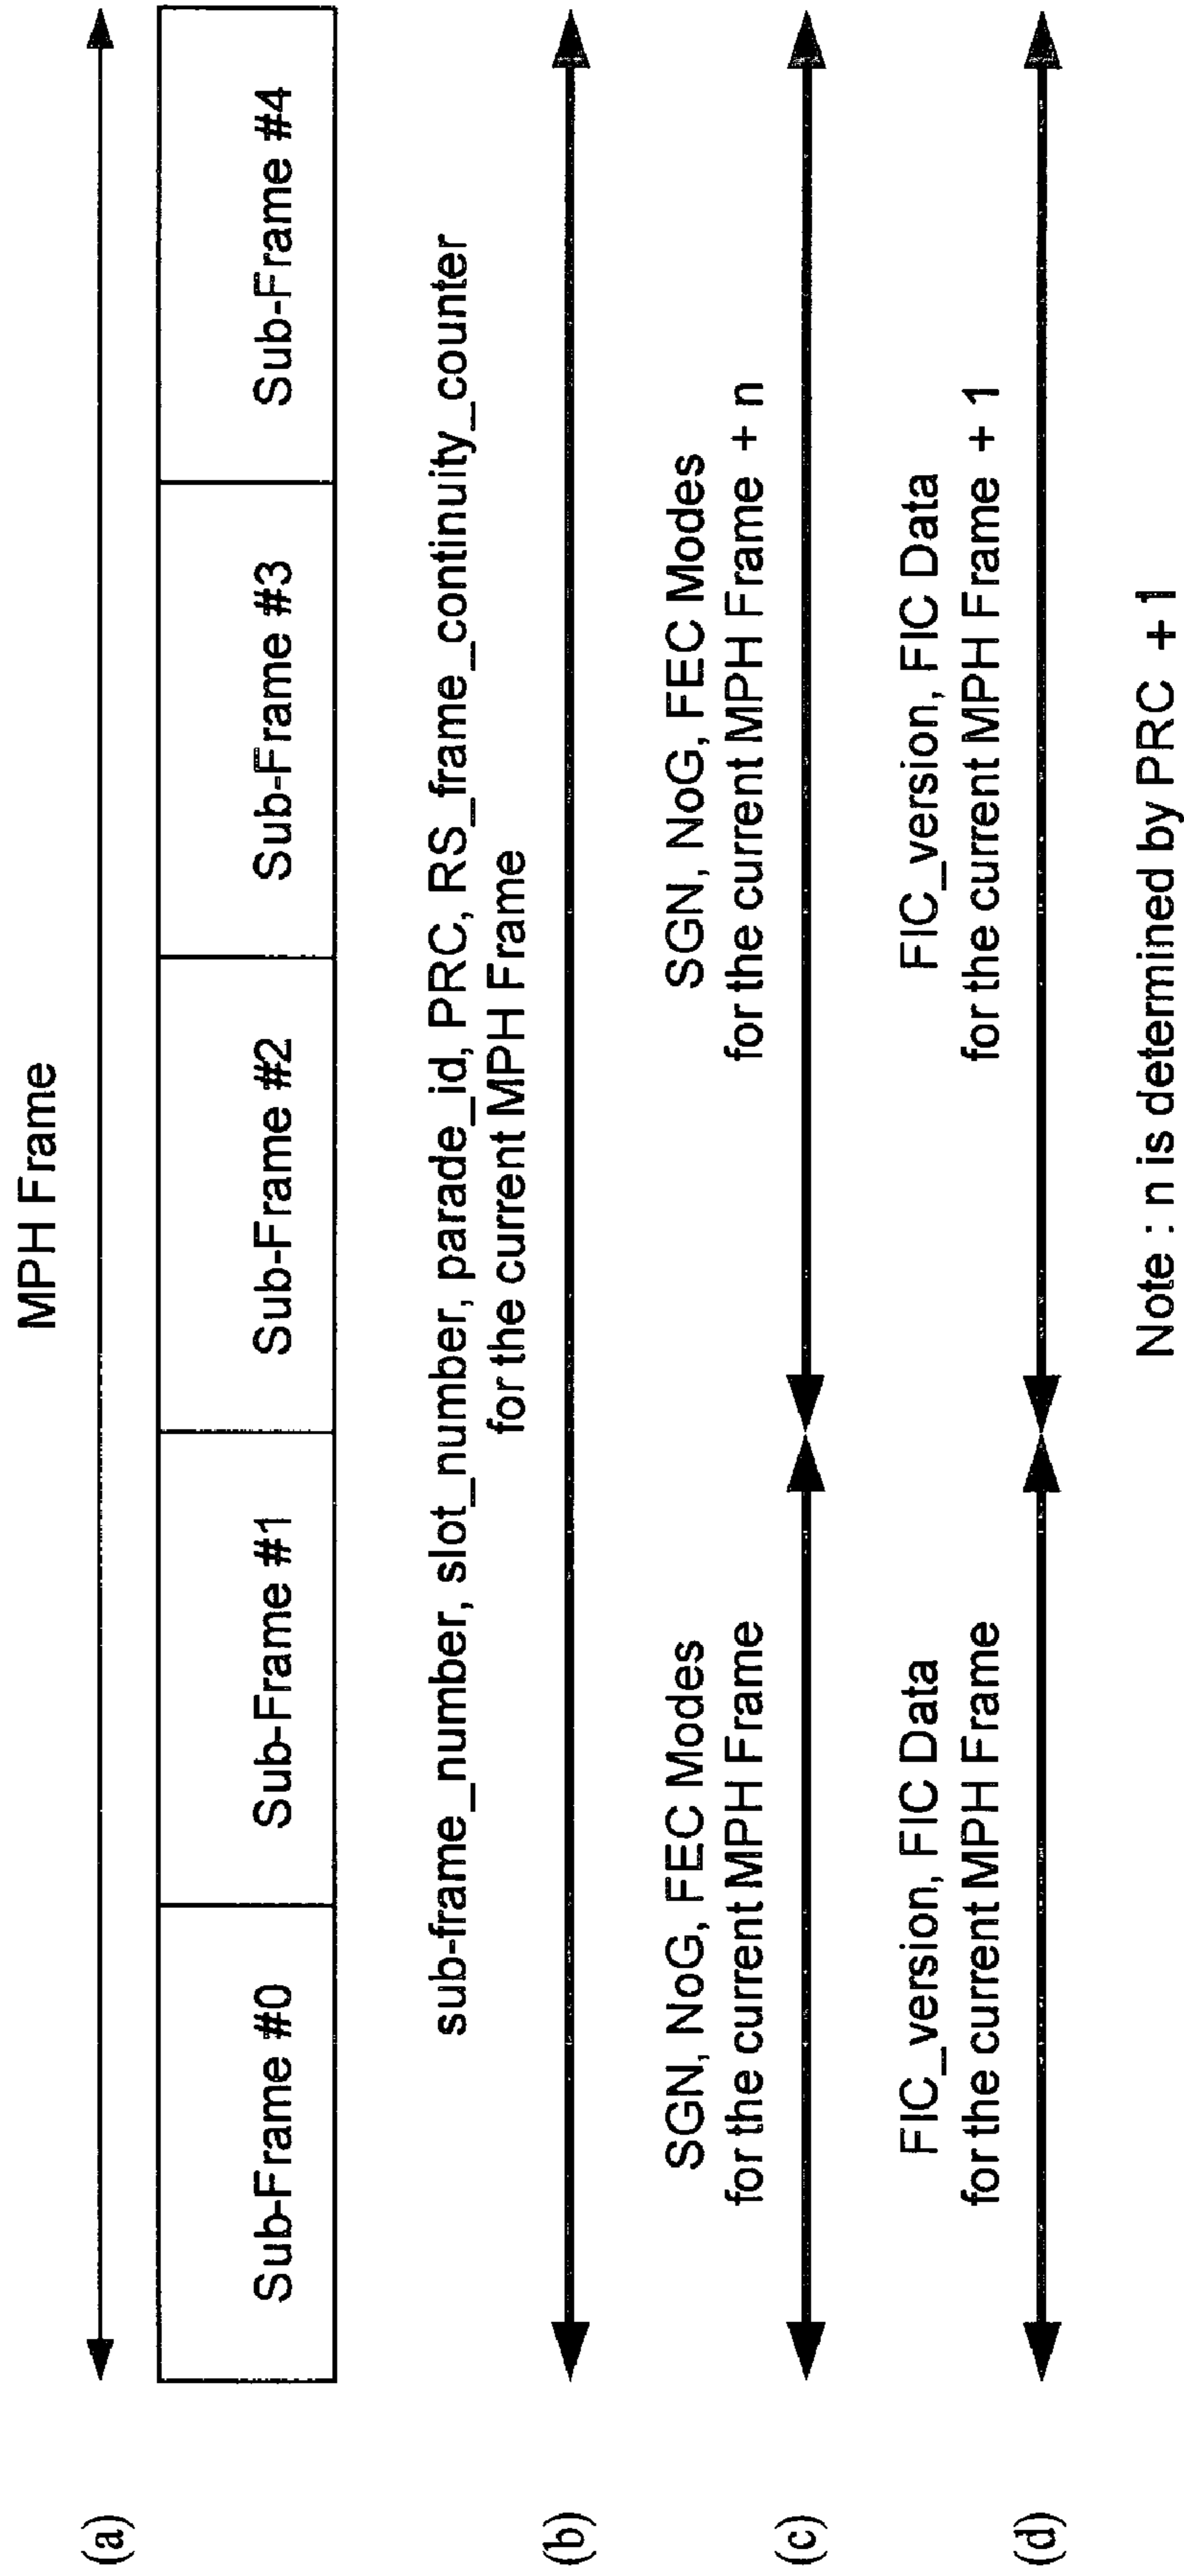 MPH Frame
(a)
Sub-Frame #0
Sub-Frame #1
Sub-Frame #2
Sub-Frame #3
Sub-Frame #4
sub-frame_number, slot_number, parade_id, PRC, RS_frame_continuity_counter
for the current MPH Frame
(b)
SGN, NoG, FEC Modes
for the current MPH Frame
SGN, NoG, FEC Modes
for the current MPH Frame + n
(c)
FIC_version, FIC Data
for the current MPH Frame
FIC_version, FIC Data
for the current MPH Frame + 1
(d)
Note : n is determined by PRC + 1